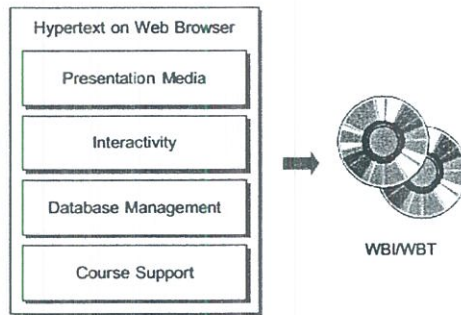 Hypertext on Web Browser
Presentation Media
Interactivity
Database Management
Course Support
WBI/WBT